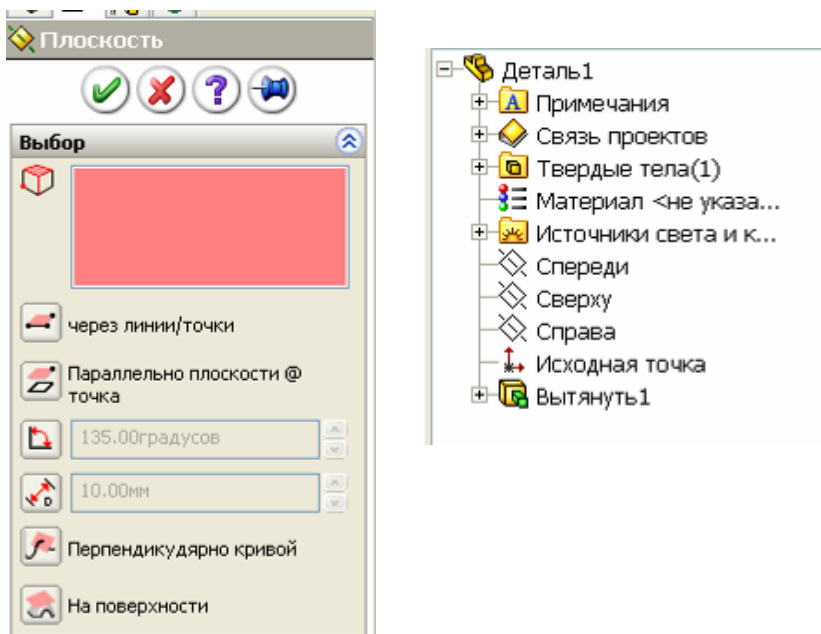 Плоскость
Выбор
через линии/точки
Параллельно плоскости @
точка
135.00градусов
10.00мм
Перпендикудярно кривой
На поверхности
Деталь1
Примечания
Связь проектов
Твердые тела(1)
Материал <не указа...
Источники света и к...
Спереди
Сверху
Справа
Исходная точка
Вытянуть1